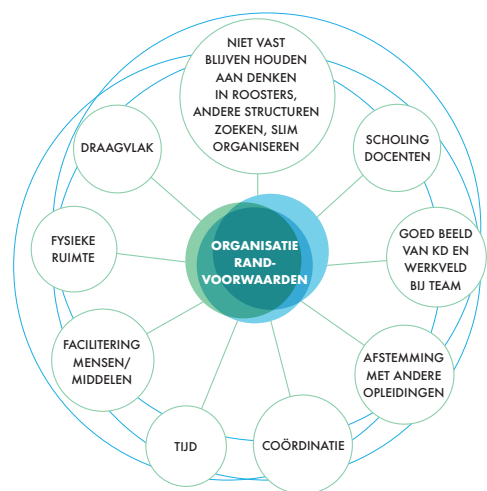 NIET VAST
BLIJVEN HOUDEN
AAN DENKEN
IN ROOSTERS,
ANDERE STRUCTUREN
ZOEKEN, SLIM
ORGANISEREN
SCHOLING
DOCENTEN
GOED BEELD
VAN KD EN
WERKVELD
BIJ TEAM
AFSTEMMING
MET ANDERE
OPLEIDINGEN
COÖRDINATIE
TIJD
FACILITERING
MENSEN/
MIDDELEN
FYSIEKE
RUIMTE
DRAAGVLAK
ORGANISATIE
RAND-
VOORWAARDEN